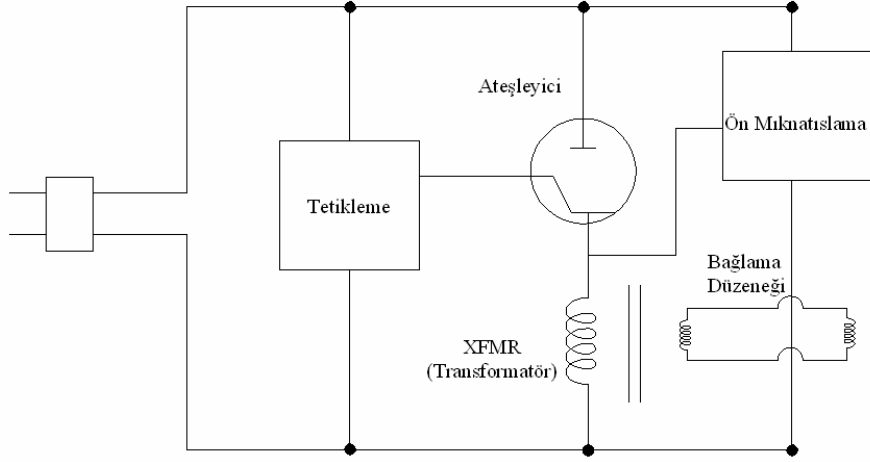 Ateşleyici
Ön Mıknatıslama
Tetikleme
Bağlama
Düzeneği
XFMR
(Transformatör)